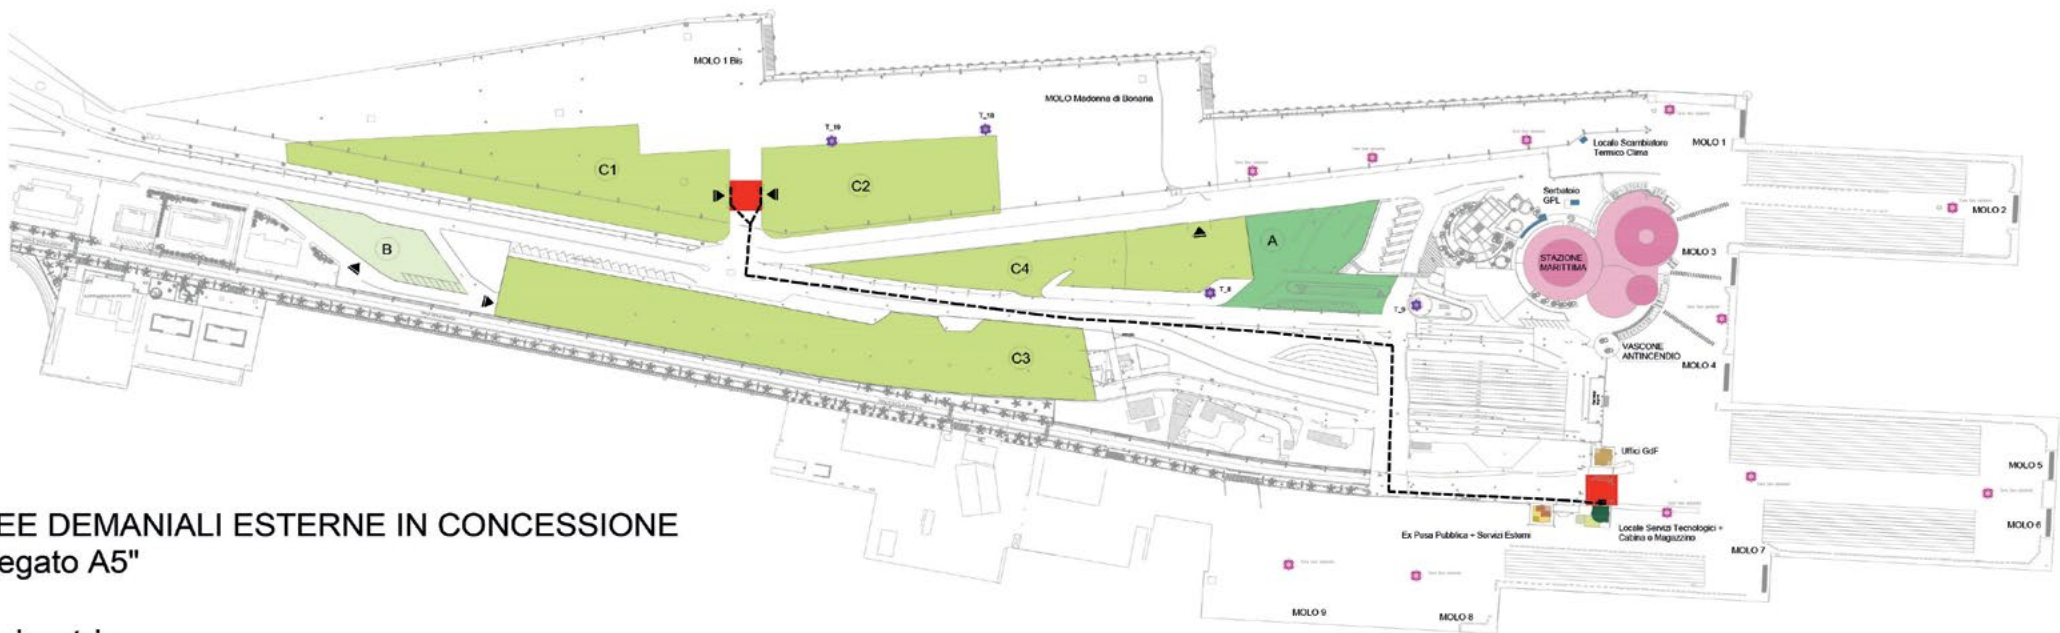 MOLO 1 Bis
MOLO Madonna di Bonaria
T_19
T_18
MOLO 1
Locale Scambiatore
Termico Clima
C1
C2
Serbatoio
GPL
MOLO 2
B
A
C4
STAZIONE
MARITTIMA
MOLO 3
T_8
T_9
C3
VASCONE
ANTINCENDIO
MOLO 4
Uffici GdF
MOLO 5
EE DEMANIALI ESTERNE IN CONCESSIONE
egato A5"
Ex Pesa Pubblica + Servizi Esterni
Locale Servizi Tecnologici +
Cabina e Magazzino
MOLO 6
MOLO 7
MOLO 9
MOLO 8